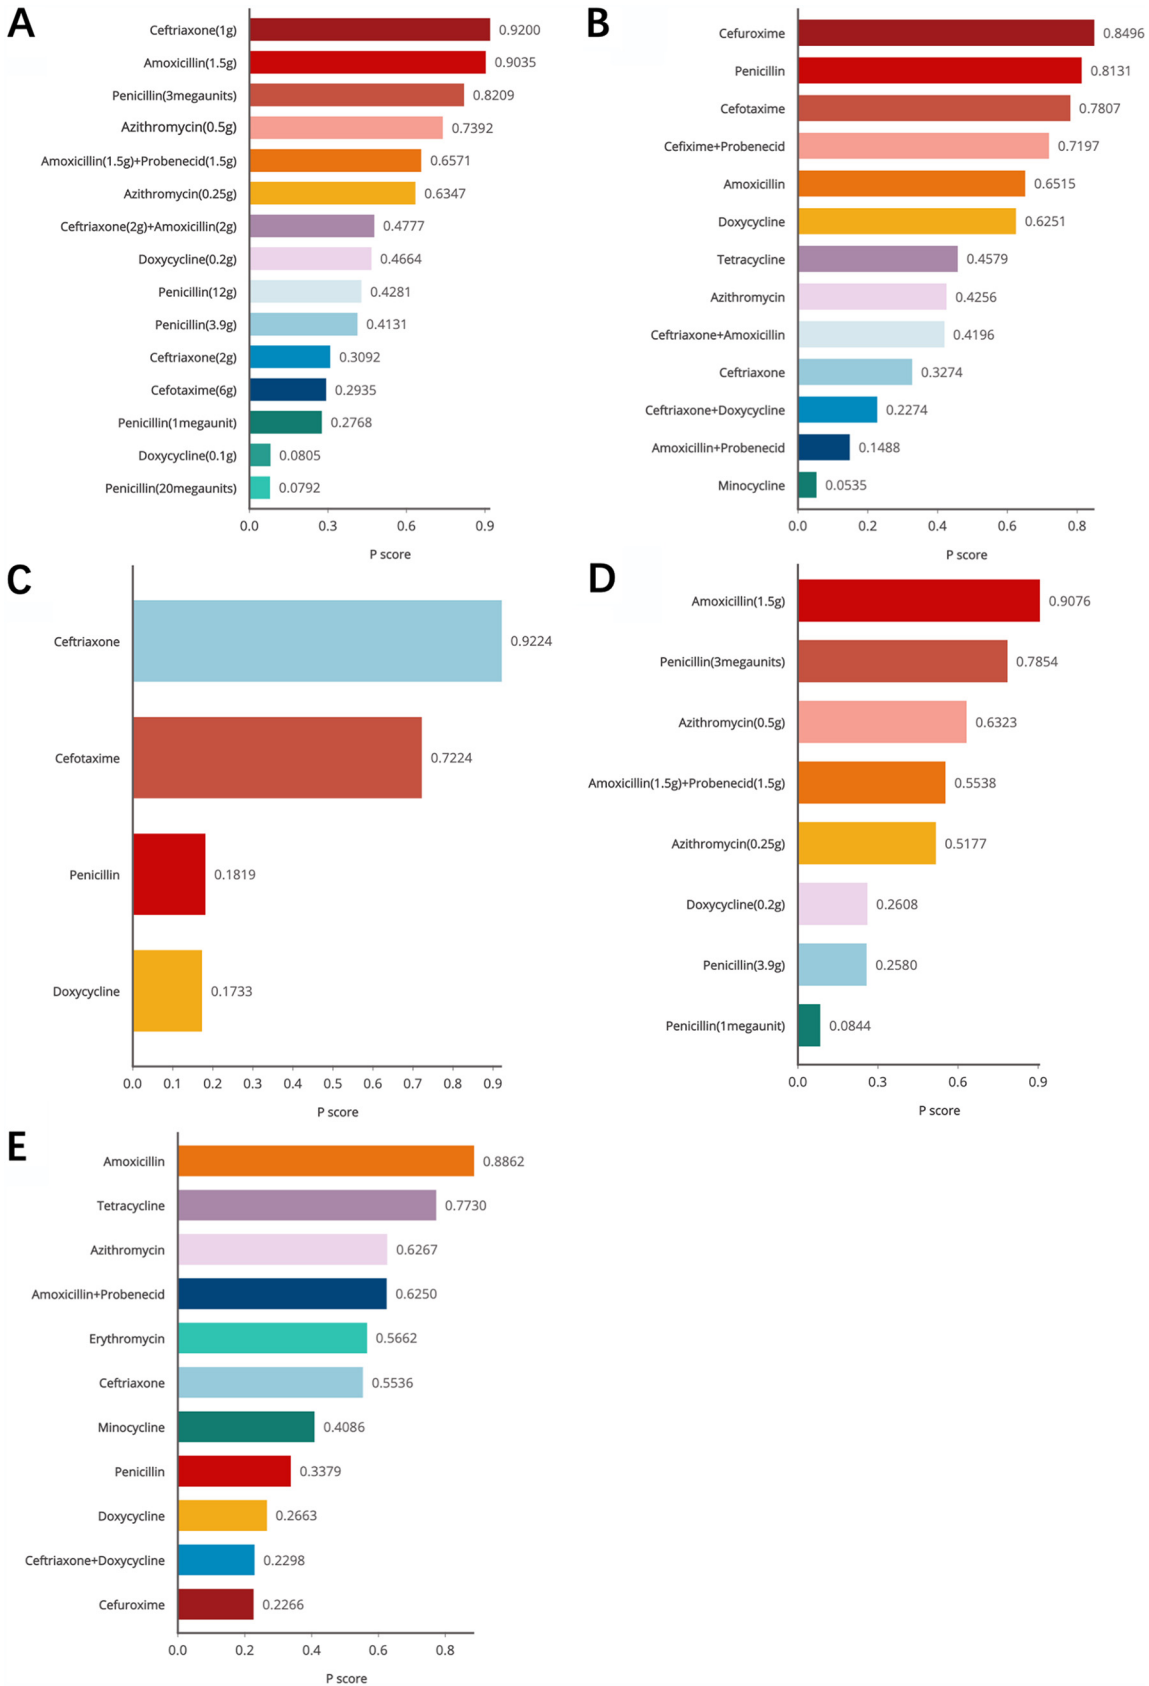 A
Ceftriaxone(1g) 0.9200
Amoxicillin(1.5g) 0.9035
Penicillin(3megaunits) 0.8209
Azithromycin(0.5g) 0.7392
Amoxicillin(1.5g)+Probenecid(1.5g) 0.6571
Azithromycin(0.25g) 0.6347
Ceftriaxone(2g)+Amoxicillin(2g) 0.4777
Doxycycline(0.2g) 0.4664
Penicillin(12g) 0.4281
Penicillin(3.9g) 0.4131
Ceftriaxone(2g) 0.3092
Cefotaxime(6g) 0.2935
Penicillin(1megaunit) 0.2768
Doxycycline(0.1g) 0.0805
Penicillin(20megaunits) 0.0792
0.0 0.3 0.6 0.9
P score
B
Cefuroxime 0.8496
Penicillin 0.8131
Cefotaxime 0.7807
Cefixime+Probenecid 0.7197
Amoxicillin 0.6515
Doxycycline 0.6251
Tetracycline 0.4579
Azithromycin 0.4256
Ceftriaxone+Amoxicillin 0.4196
Ceftriaxone 0.3274
Ceftriaxone+Doxycycline 0.2274
Amoxicillin+Probenecid 0.1488
Minocycline 0.0535
0.0 0.2 0.4 0.6 0.8
P score
C
Ceftriaxone 0.9224
Cefotaxime 0.7224
Penicillin 0.1819
Doxycycline 0.1733
0.0 0.1 0.2 0.3 0.4 0.5 0.6 0.7 0.8 0.9
P score
D
Amoxicillin(1.5g) 0.9076
Penicillin(3megaunits) 0.7854
Azithromycin(0.5g) 0.6323
Amoxicillin(1.5g)+Probenecid(1.5g) 0.5538
Azithromycin(0.25g) 0.5177
Doxycycline(0.2g) 0.2608
Penicillin(3.9g) 0.2580
Penicillin(1megaunit) 0.0844
0.0 0.3 0.6 0.9
P score
E
Amoxicillin 0.8862
Tetracycline 0.7730
Azithromycin 0.6267
Amoxicillin+Probenecid 0.6250
Erythromycin 0.5662
Ceftriaxone 0.5536
Minocycline 0.4086
Penicillin 0.3379
Doxycycline 0.2663
Ceftriaxone+Doxycycline 0.2298
Cefuroxime 0.2266
0.0 0.2 0.4 0.6 0.8
P score